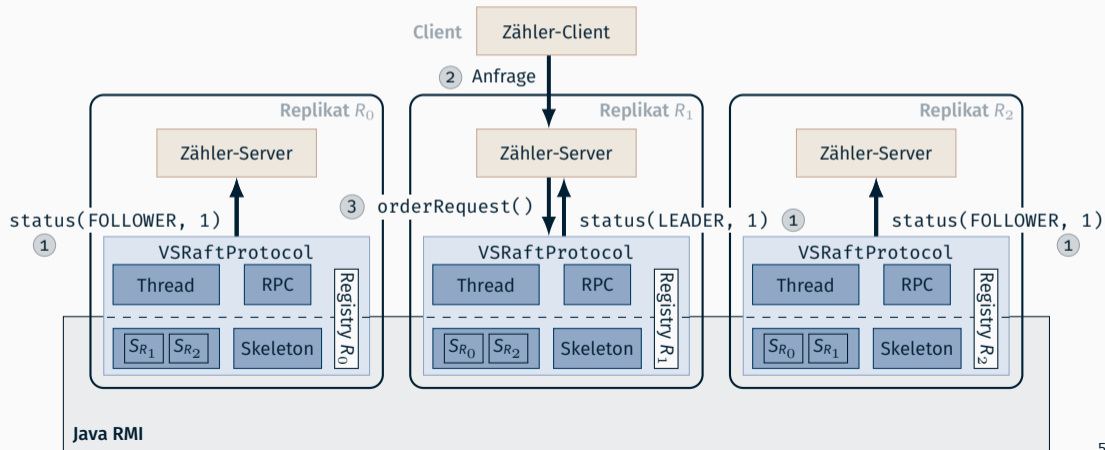 Client
Zähler-Client
2 Anfrage
Replikat R0
Replikat R1
Replikat R2
Zähler-Server
Zähler-Server
Zähler-Server
3 orderRequest()
status(FOLLOWER, 1)
1
status(LEADER, 1) 1
status(FOLLOWER, 1)
1
VSRaftProtocol
Thread
RPC
Registry R0
SR1 SR2
Skeleton
VSRaftProtocol
Thread
RPC
Registry R1
SR0 SR2
Skeleton
VSRaftProtocol
Thread
RPC
Registry R2
SR0 SR1
Skeleton
Java RMI
5